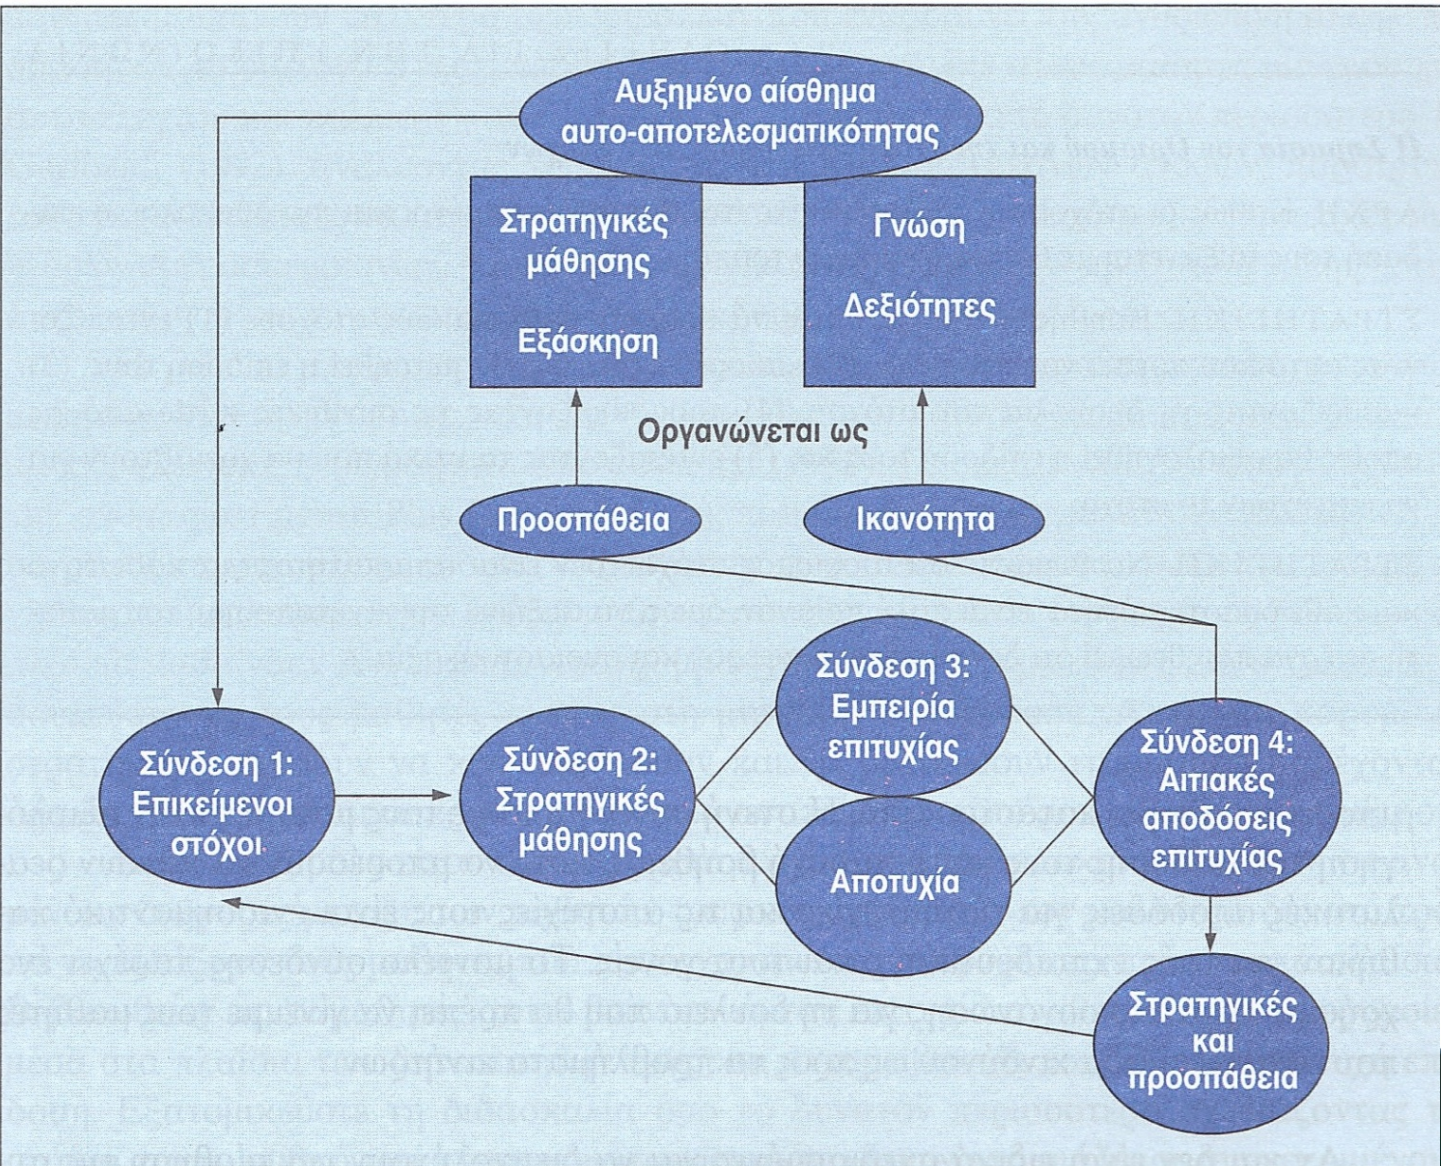 Αυξημένο αίσθημα
αυτο-αποτελεσματικότητας
Στρατηγικές
μάθησης
Εξάσκηση
Γνώση
Δεξιότητες
Οργανώνεται ως
Προσπάθεια
Ικανότητα
Σύνδεση 1:
Επικείμενοι
στόχοι
Σύνδεση 2:
Στρατηγικές
μάθησης
Σύνδεση 3:
Εμπειρία
επιτυχίας
Αποτυχία
Σύνδεση 4:
Αιτιακές
αποδόσεις
επιτυχίας
Στρατηγικές
και
προσπάθεια